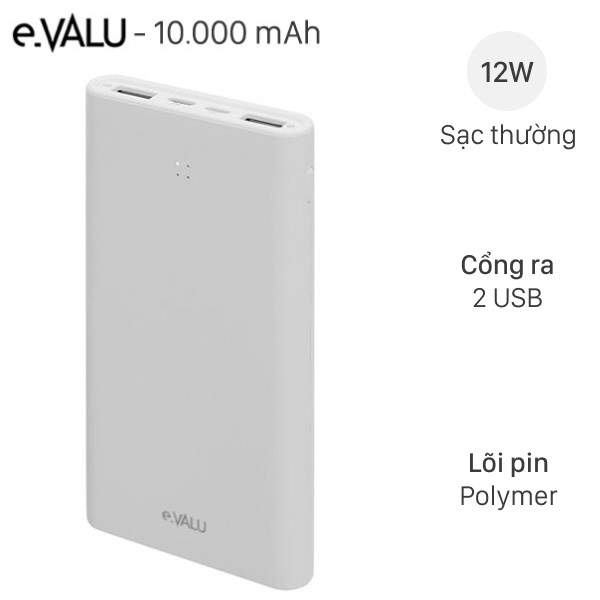 e.VALU - 10.000 mAh
12W
Sạc thường
Cổng ra
2 USB
Lõi pin
Polymer
e.VALU